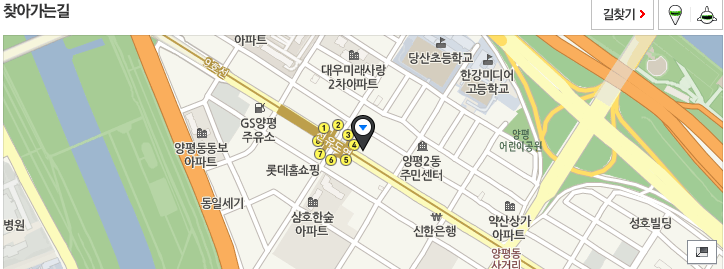 찾아가는길
길찾기
아파트
5호선
대우미래사랑
2차아파트
당산초등학교
한강미디어
고등학교
GS양평
주유소
1
2
3
4
5
6
7
양평
어린이공원
양평동동보
아파트
롯데홈쇼핑
양평2동
주민센터
동일세기
삼호한숲
아파트
신한은행
약산상가
아파트
성호빌딩
병원
양평동
사거리